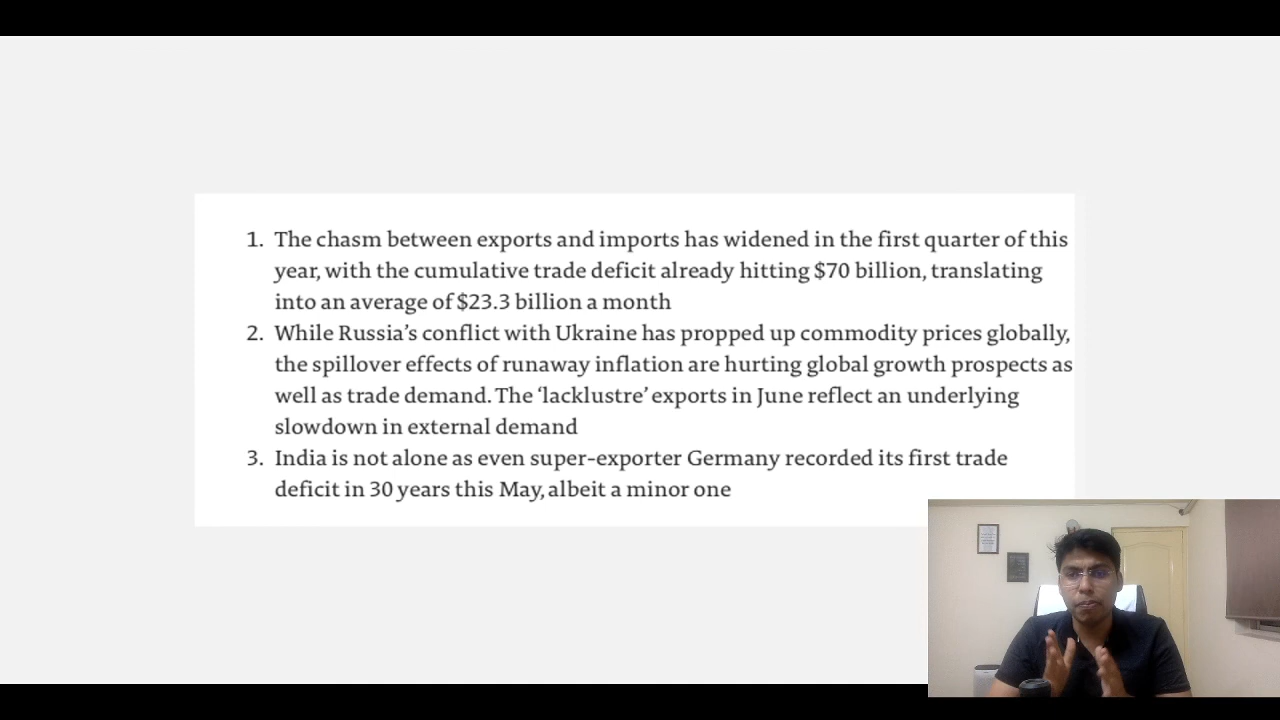 1. The chasm between exports and imports has widened in the first quarter of this
year, with the cumulative trade deficit already hitting $70 billion, translating
into an average of $23.3 billion a month
2. While Russia’s conflict with Ukraine has propped up commodity prices globally,
the spillover effects of runaway inflation are hurting global growth prospects as
well as trade demand. The ‘lacklustre’ exports in June reflect an underlying
slowdown in external demand
3. India is not alone as even super-exporter Germany recorded its first trade
deficit in 30 years this May, albeit a minor one